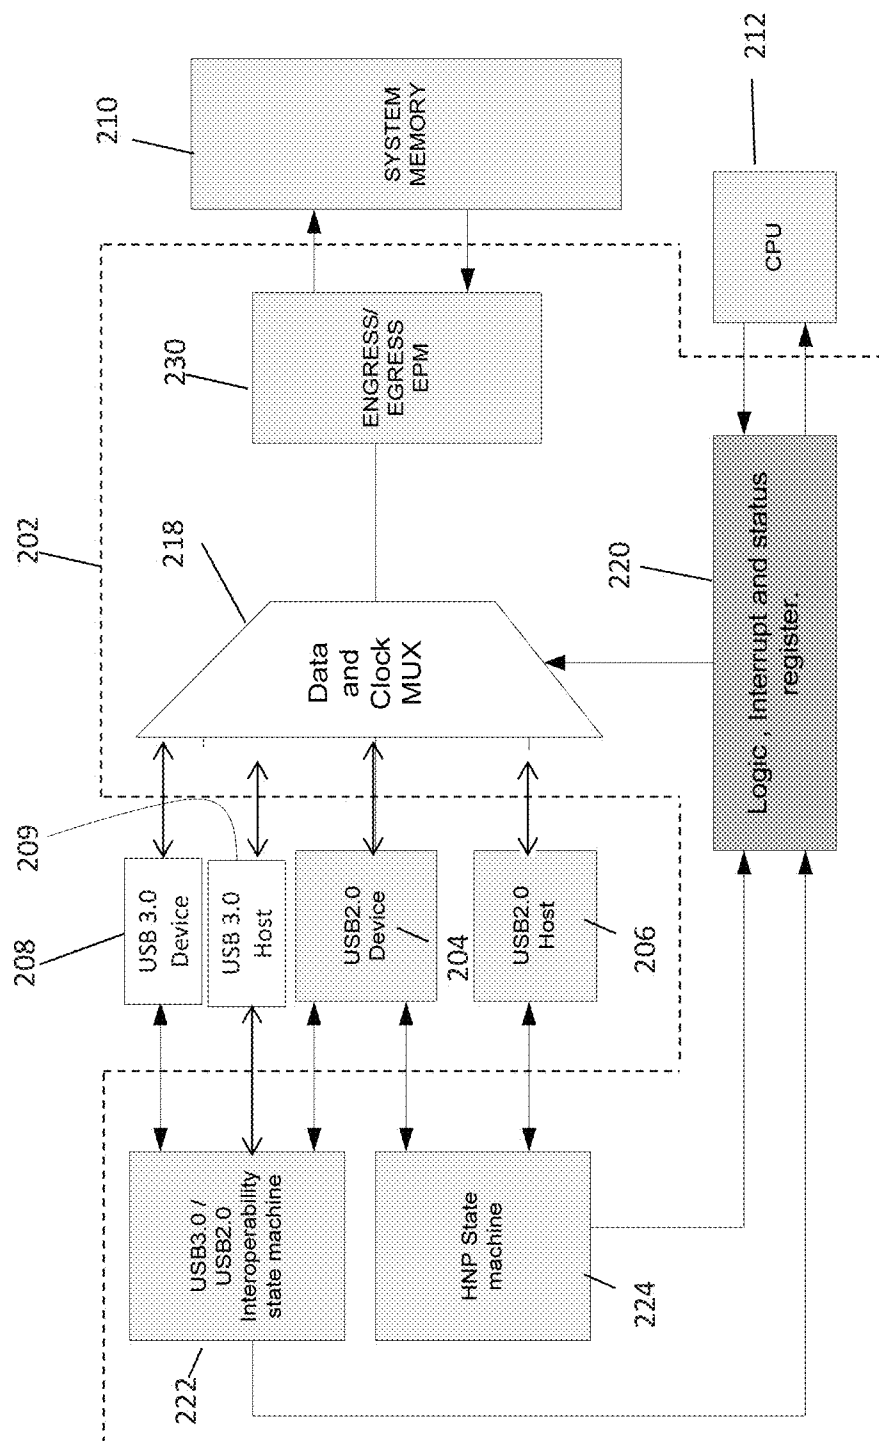 202
222
USB3.0 /
USB2.0
Interoperability
state machine
208
USB 3.0
Device
209
USB 3.0
Host
USB2.0
Device
204
USB2.0
Host
206
HNP State
machine
224
218
Data
and
Clock
MUX
230
ENGRESS/
EGRESS
EPM
210
SYSTEM
MEMORY
220
Logic , Interrupt and status
register.
CPU
212